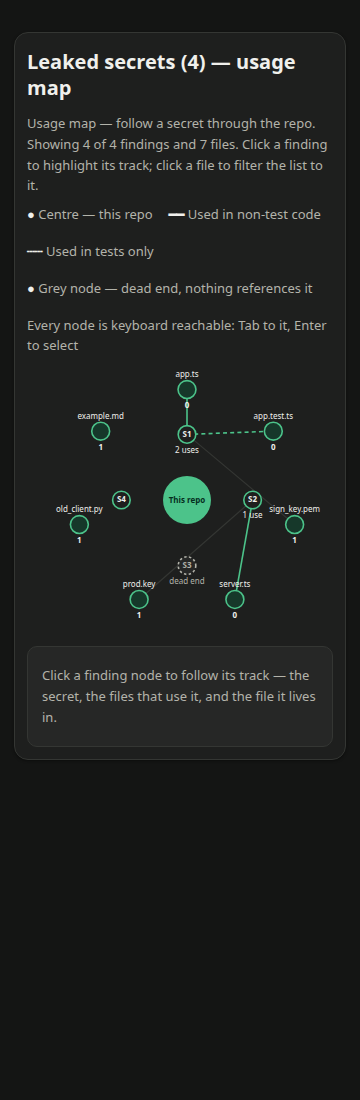 Leaked secrets (4) — usage
map
Usage map — follow a secret through the repo.
Showing 4 of 4 findings and 7 files. Click a finding
to highlight its track; click a file to filter the list to
it.
● Centre — this repo ━━ Used in non-test code
┅┅ Used in tests only
● Grey node — dead end, nothing references it
Every node is keyboard reachable: Tab to it, Enter
to select
app.ts
0
example.md
1
app.test.ts
0
S1
2 uses
S4
This repo
S2
1 use
old_client.py
1
sign_key.pem
1
S3
dead end
prod.key
1
server.ts
0
Click a finding node to follow its track — the
secret, the files that use it, and the file it lives
in.